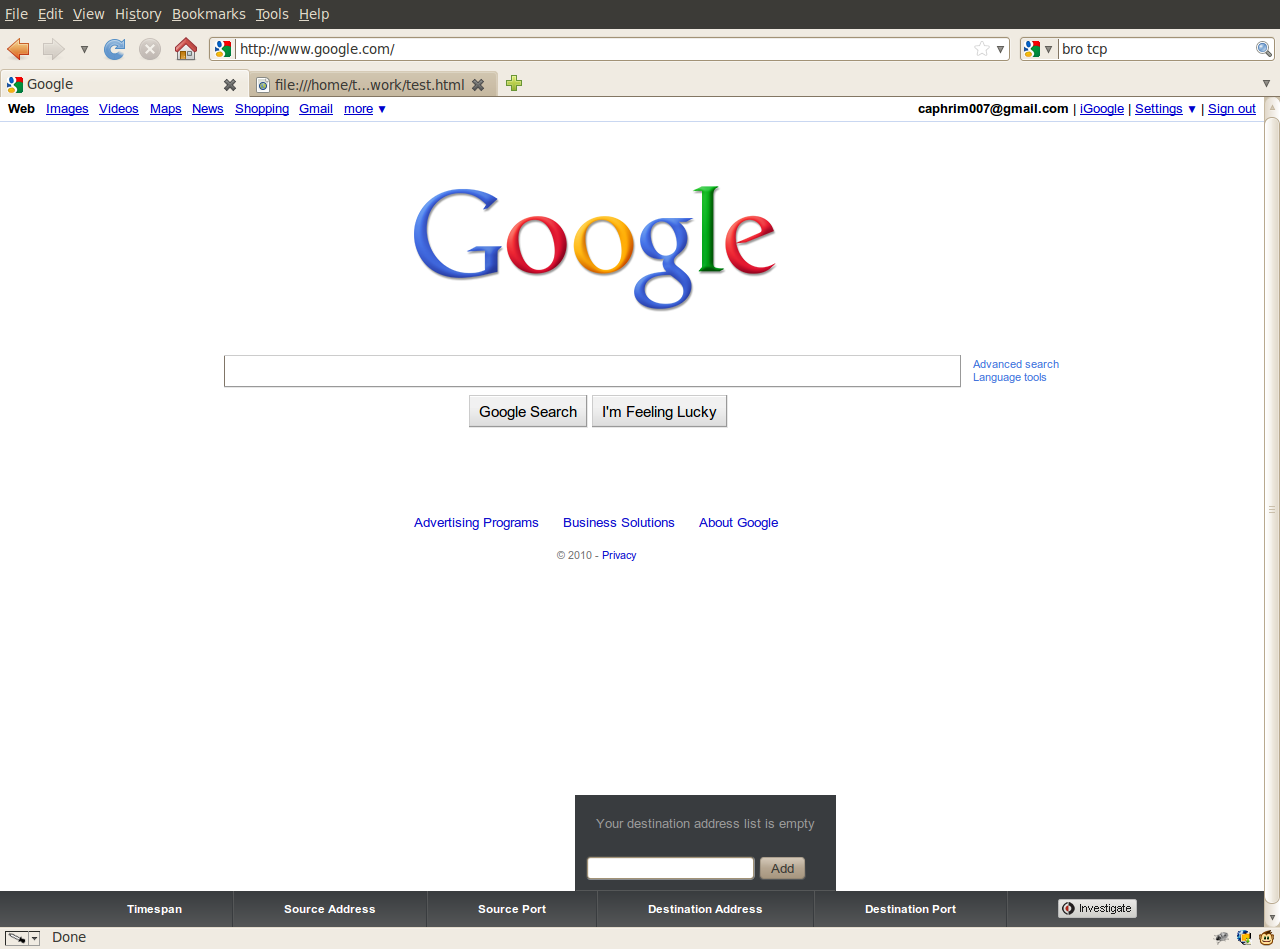 File Edit View History Bookmarks Tools Help
http://www.google.com/ bro tcp
Google file:///home/t...work/test.html
Web Images Videos Maps News Shopping Gmail more ▼ caphrim007@gmail.com | iGoogle | Settings ▼ | Sign out
Google
Advanced search
Language tools
Google Search I'm Feeling Lucky
Advertising Programs Business Solutions About Google
© 2010 - Privacy
Your destination address list is empty
Add
Timespan Source Address Source Port Destination Address Destination Port Investigate
Done